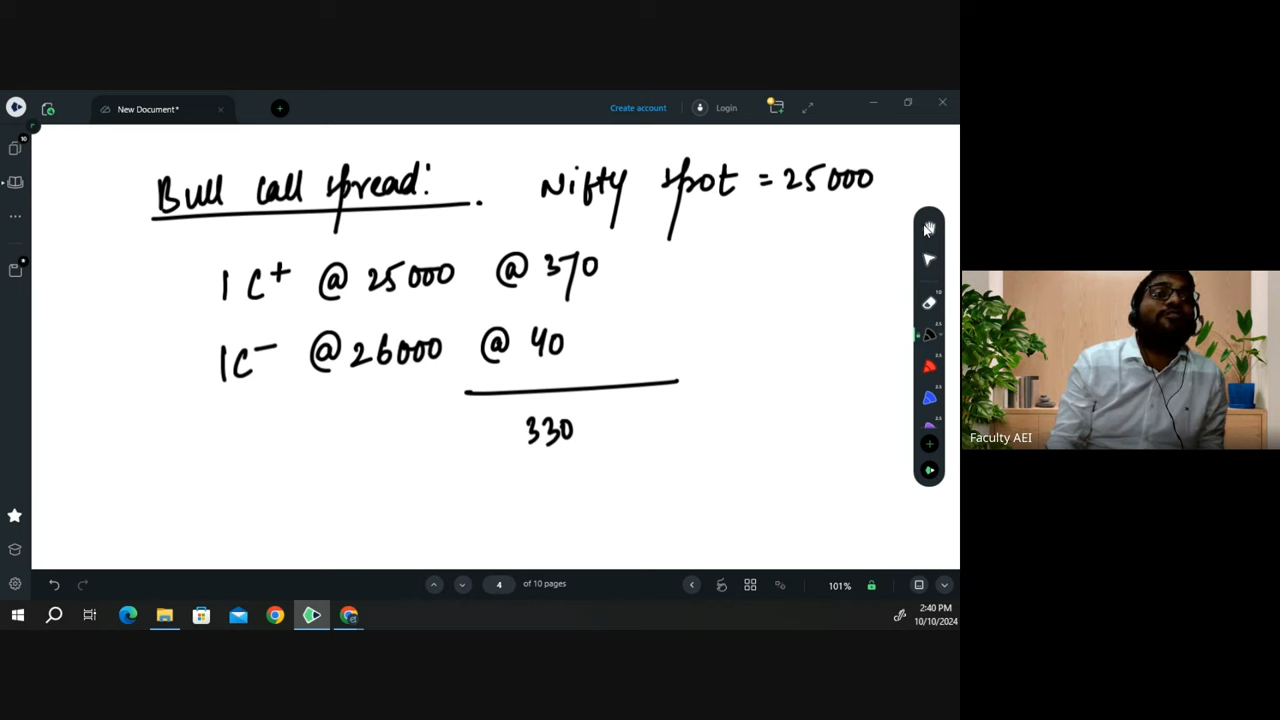 New Document*
Create account
Login
Bull call spread:
Nifty spot = 25000
1 C+ @ 25000 @ 370
1C- @ 26000 @ 40
330
Faculty AEI
4 of 10 pages
101%
2:40 PM
10/10/2024